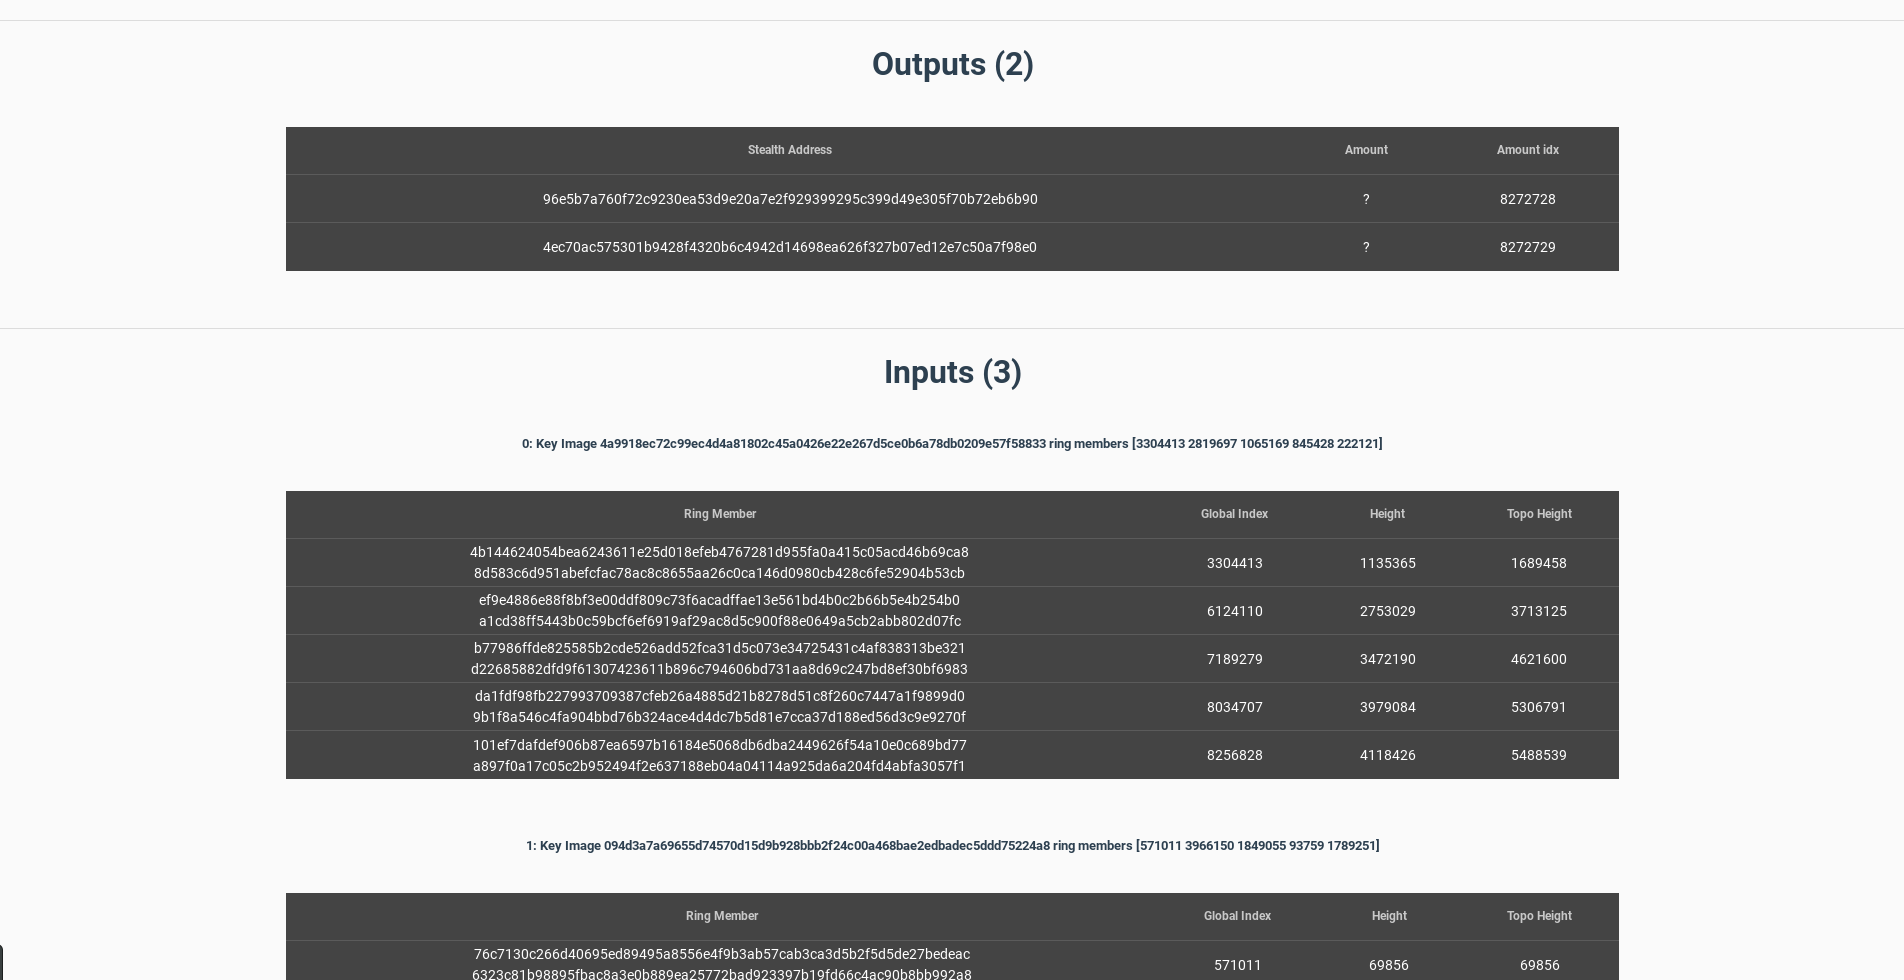 Outputs (2)
Stealth Address Amount Amount idx
96e5b7a760f72c9230ea53d9e20a7e2f929399295c399d49e305f70b72eb6b90 ? 8272728
4ec70ac575301b9428f4320b6c4942d14698ea626f327b07ed12e7c50a7f98e0 ? 8272729
Inputs (3)
0: Key Image 4a9918ec72c99ec4d4a81802c45a0426e22e267d5ce0b6a78db0209e57f58833 ring members [3304413 2819697 1065169 845428 222121]
Ring Member Global Index Height Topo Height
4b144624054bea6243611e25d018efeb4767281d955fa0a415c05acd46b69ca8
8d583c6d951abefcfac78ac8c8655aa26c0ca146d0980cb428c6fe52904b53cb 3304413 1135365 1689458
ef9e4886e88f8bf3e00ddf809c73f6acadffae13e561bd4b0c2b66b5e4b254b0
a1cd38ff5443b0c59bcf6ef6919af29ac8d5c900f88e0649a5cb2abb802d07fc 6124110 2753029 3713125
b77986ffde825585b2cde526add52fca31d5c073e34725431c4af838313be321
d22685882dfd9f61307423611b896c794606bd731aa8d69c247bd8ef30bf6983 7189279 3472190 4621600
da1fdf98fb227993709387cfeb26a4885d21b8278d51c8f260c7447a1f9899d0
9b1f8a546c4fa904bbd76b324ace4d4dc7b5d81e7cca37d188ed56d3c9e9270f 8034707 3979084 5306791
101ef7dafdef906b87ea6597b16184e5068db6dba2449626f54a10e0c689bd77
a897f0a17c05c2b952494f2e637188eb04a04114a925da6a204fd4abfa3057f1 8256828 4118426 5488539
1: Key Image 094d3a7a69655d74570d15d9b928bbb2f24c00a468bae2edbadec5ddd75224a8 ring members [571011 3966150 1849055 93759 1789251]
Ring Member Global Index Height Topo Height
76c7130c266d40695ed89495a8556e4f9b3ab57cab3ca3d5b2f5d5de27bedeac
6323c81b98895fbac8a3e0b889ea25772bad923397b19fd66c4ac90b8bb992a8 571011 69856 69856